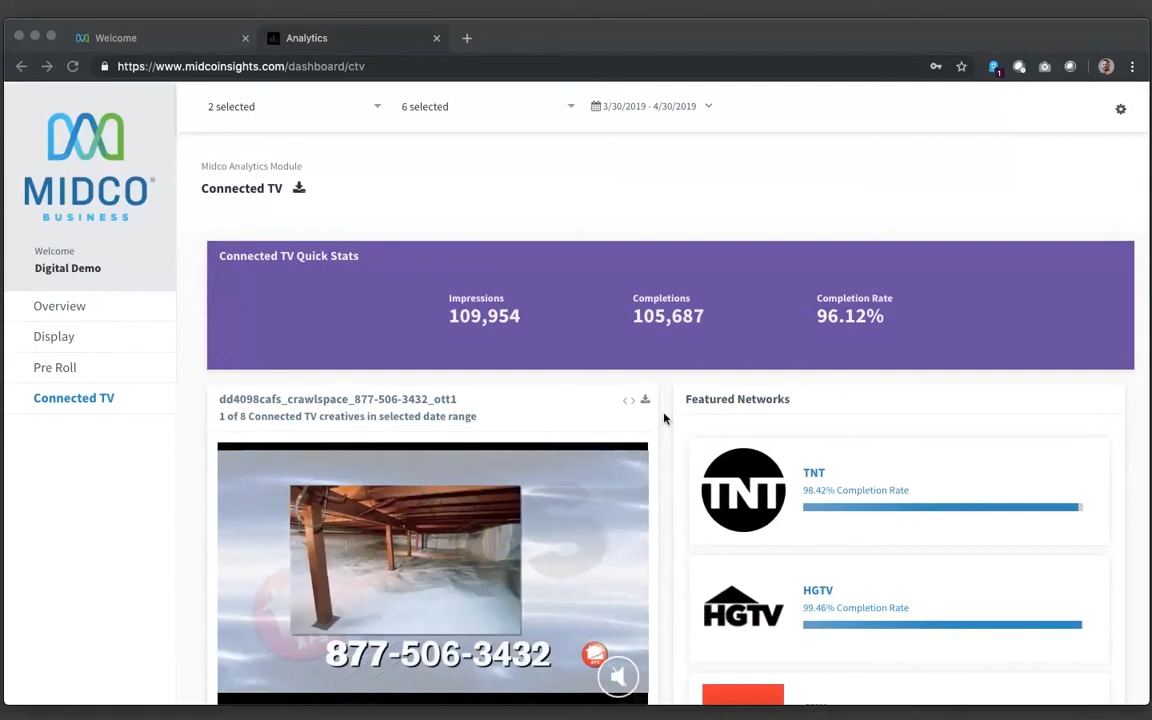 Welcome
Analytics
https://www.midcoinsights.com/dashboard/ctv
1
2 selected
6 selected
3/30/2019 - 4/30/2019
MIDCO
BUSINESS
Welcome
Digital Demo
Overview
Display
Pre Roll
Connected TV
Midco Analytics Module
Connected TV
Connected TV Quick Stats
Impressions
Completions
Completion Rate
109,954
105,687
96.12%
dd4098cafs_crawlspace_877-506-3432_ott1
1 of 8 Connected TV creatives in selected date range
877-506-3432
Featured Networks
TNT
TNT
98.42% Completion Rate
HGTV
HGTV
99.46% Completion Rate